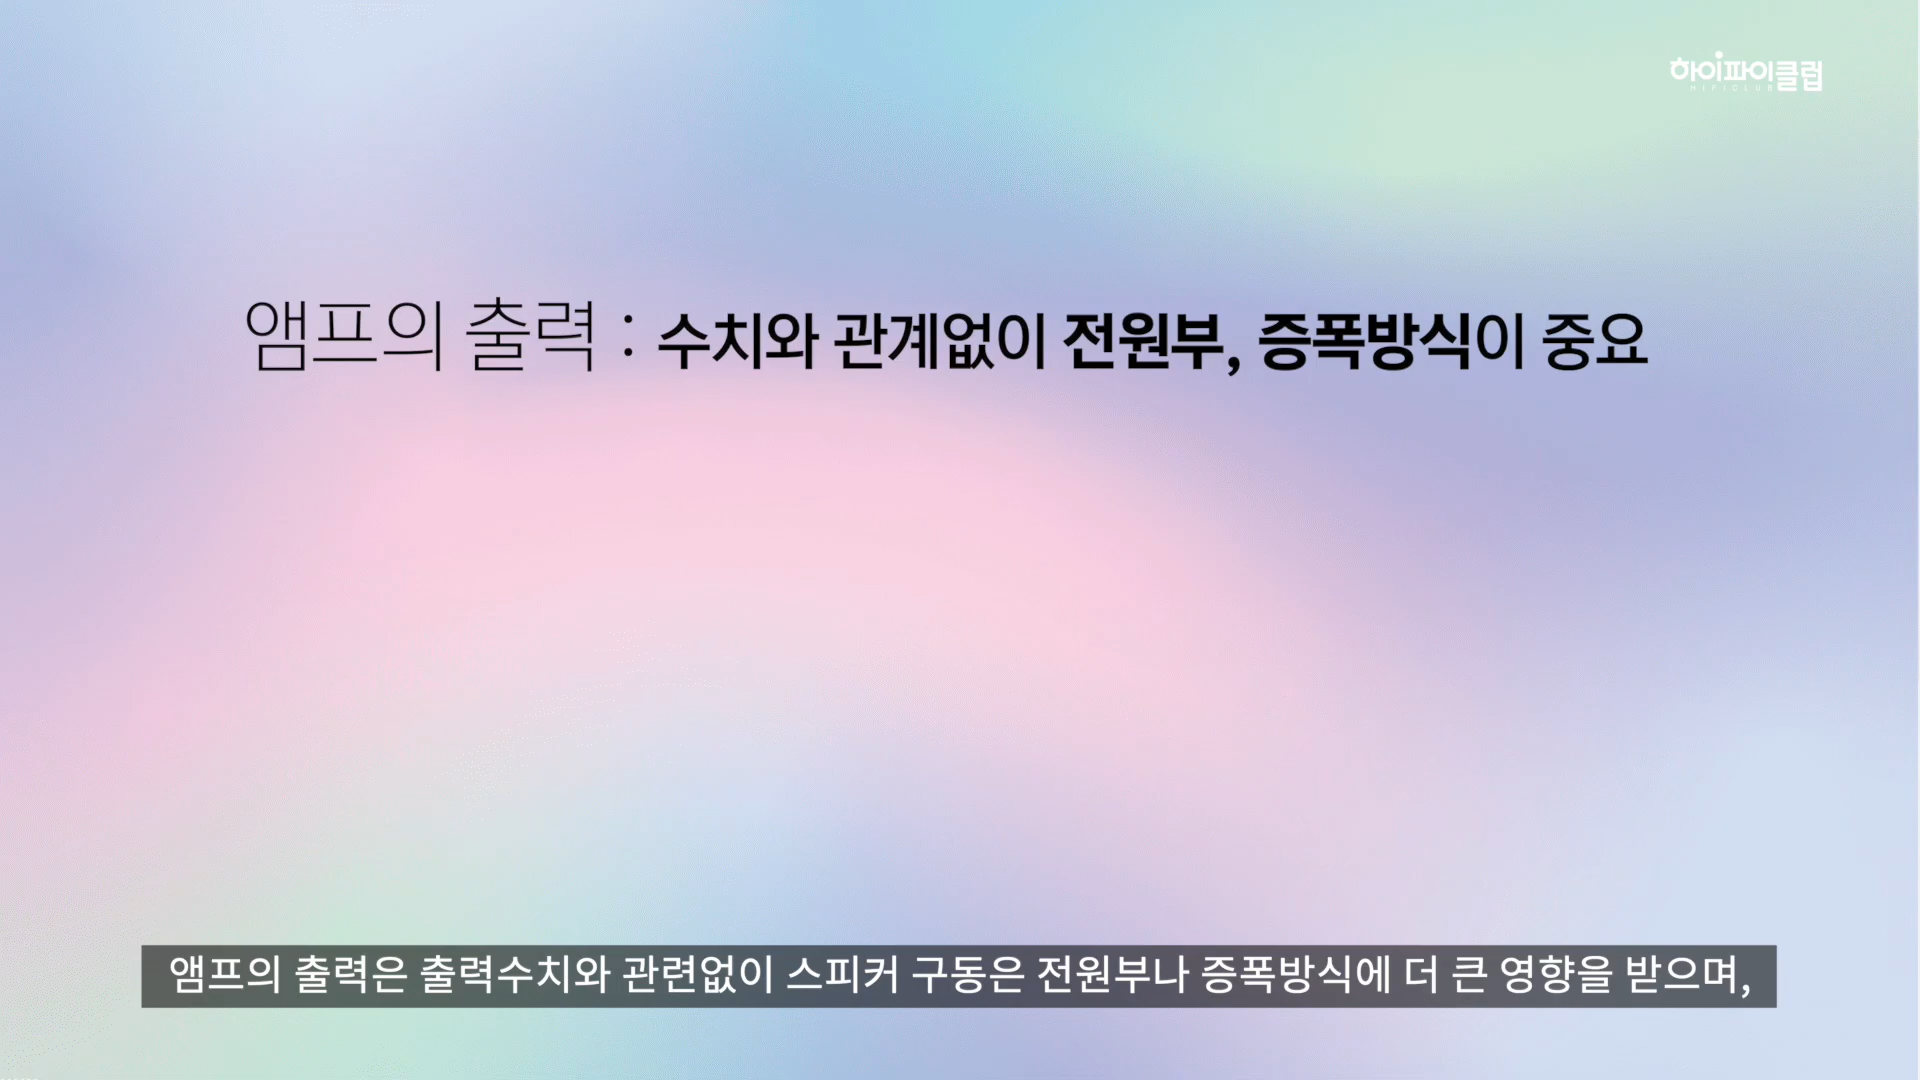 하이파이클럽
HIFICLUB
앰프의 출력 : 수치와 관계없이 전원부, 증폭방식이 중요
앰프의 출력은 출력수치와 관련없이 스피커 구동은 전원부나 증폭방식에 더 큰 영향을 받으며,